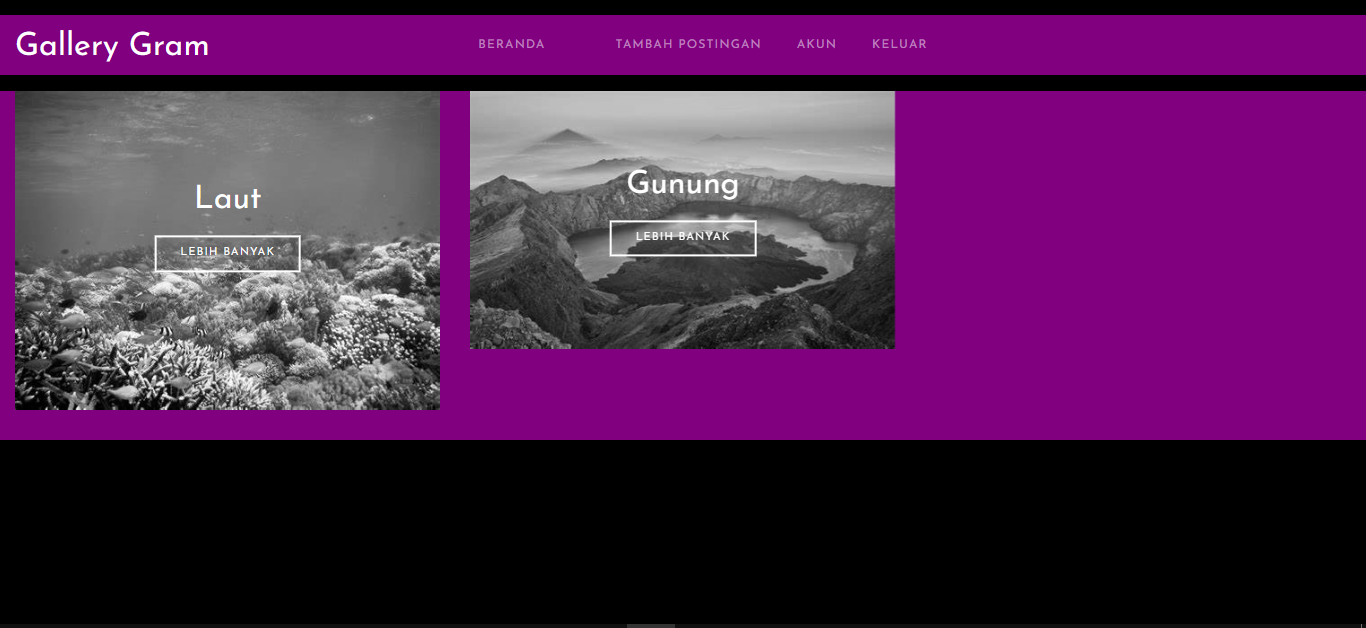 Gallery Gram
BERANDA TAMBAH POSTINGAN AKUN KELUAR
Laut
LEBIH BANYAK
Gunung
LEBIH BANYAK